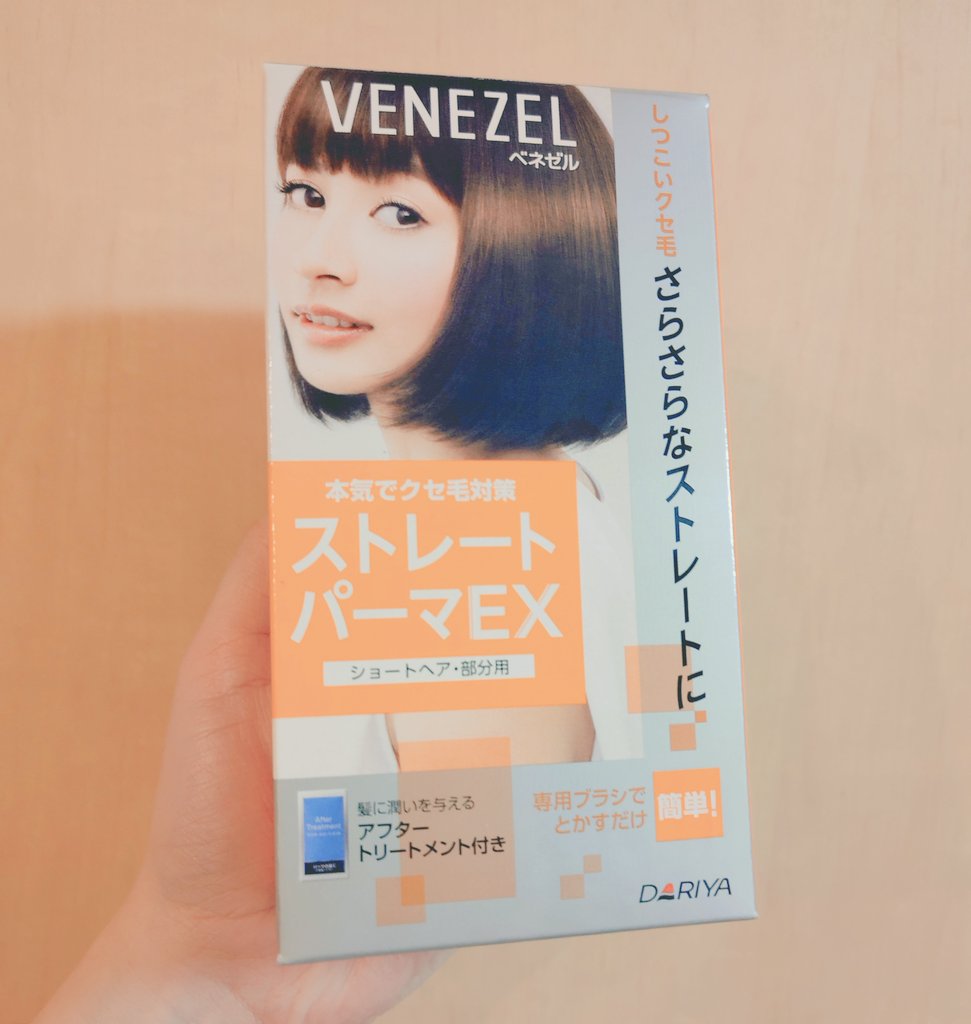 VENEZEL
ベネゼル
しつこいクセ毛
さらさらなストレートに
本気でクセ毛対策
ストレート
パーマEX
ショートヘア・部分用
After
Treatment
髪に潤いを与える
アフター
トリートメント付き
専用ブラシで
とかすだけ
簡単!
DARIYA